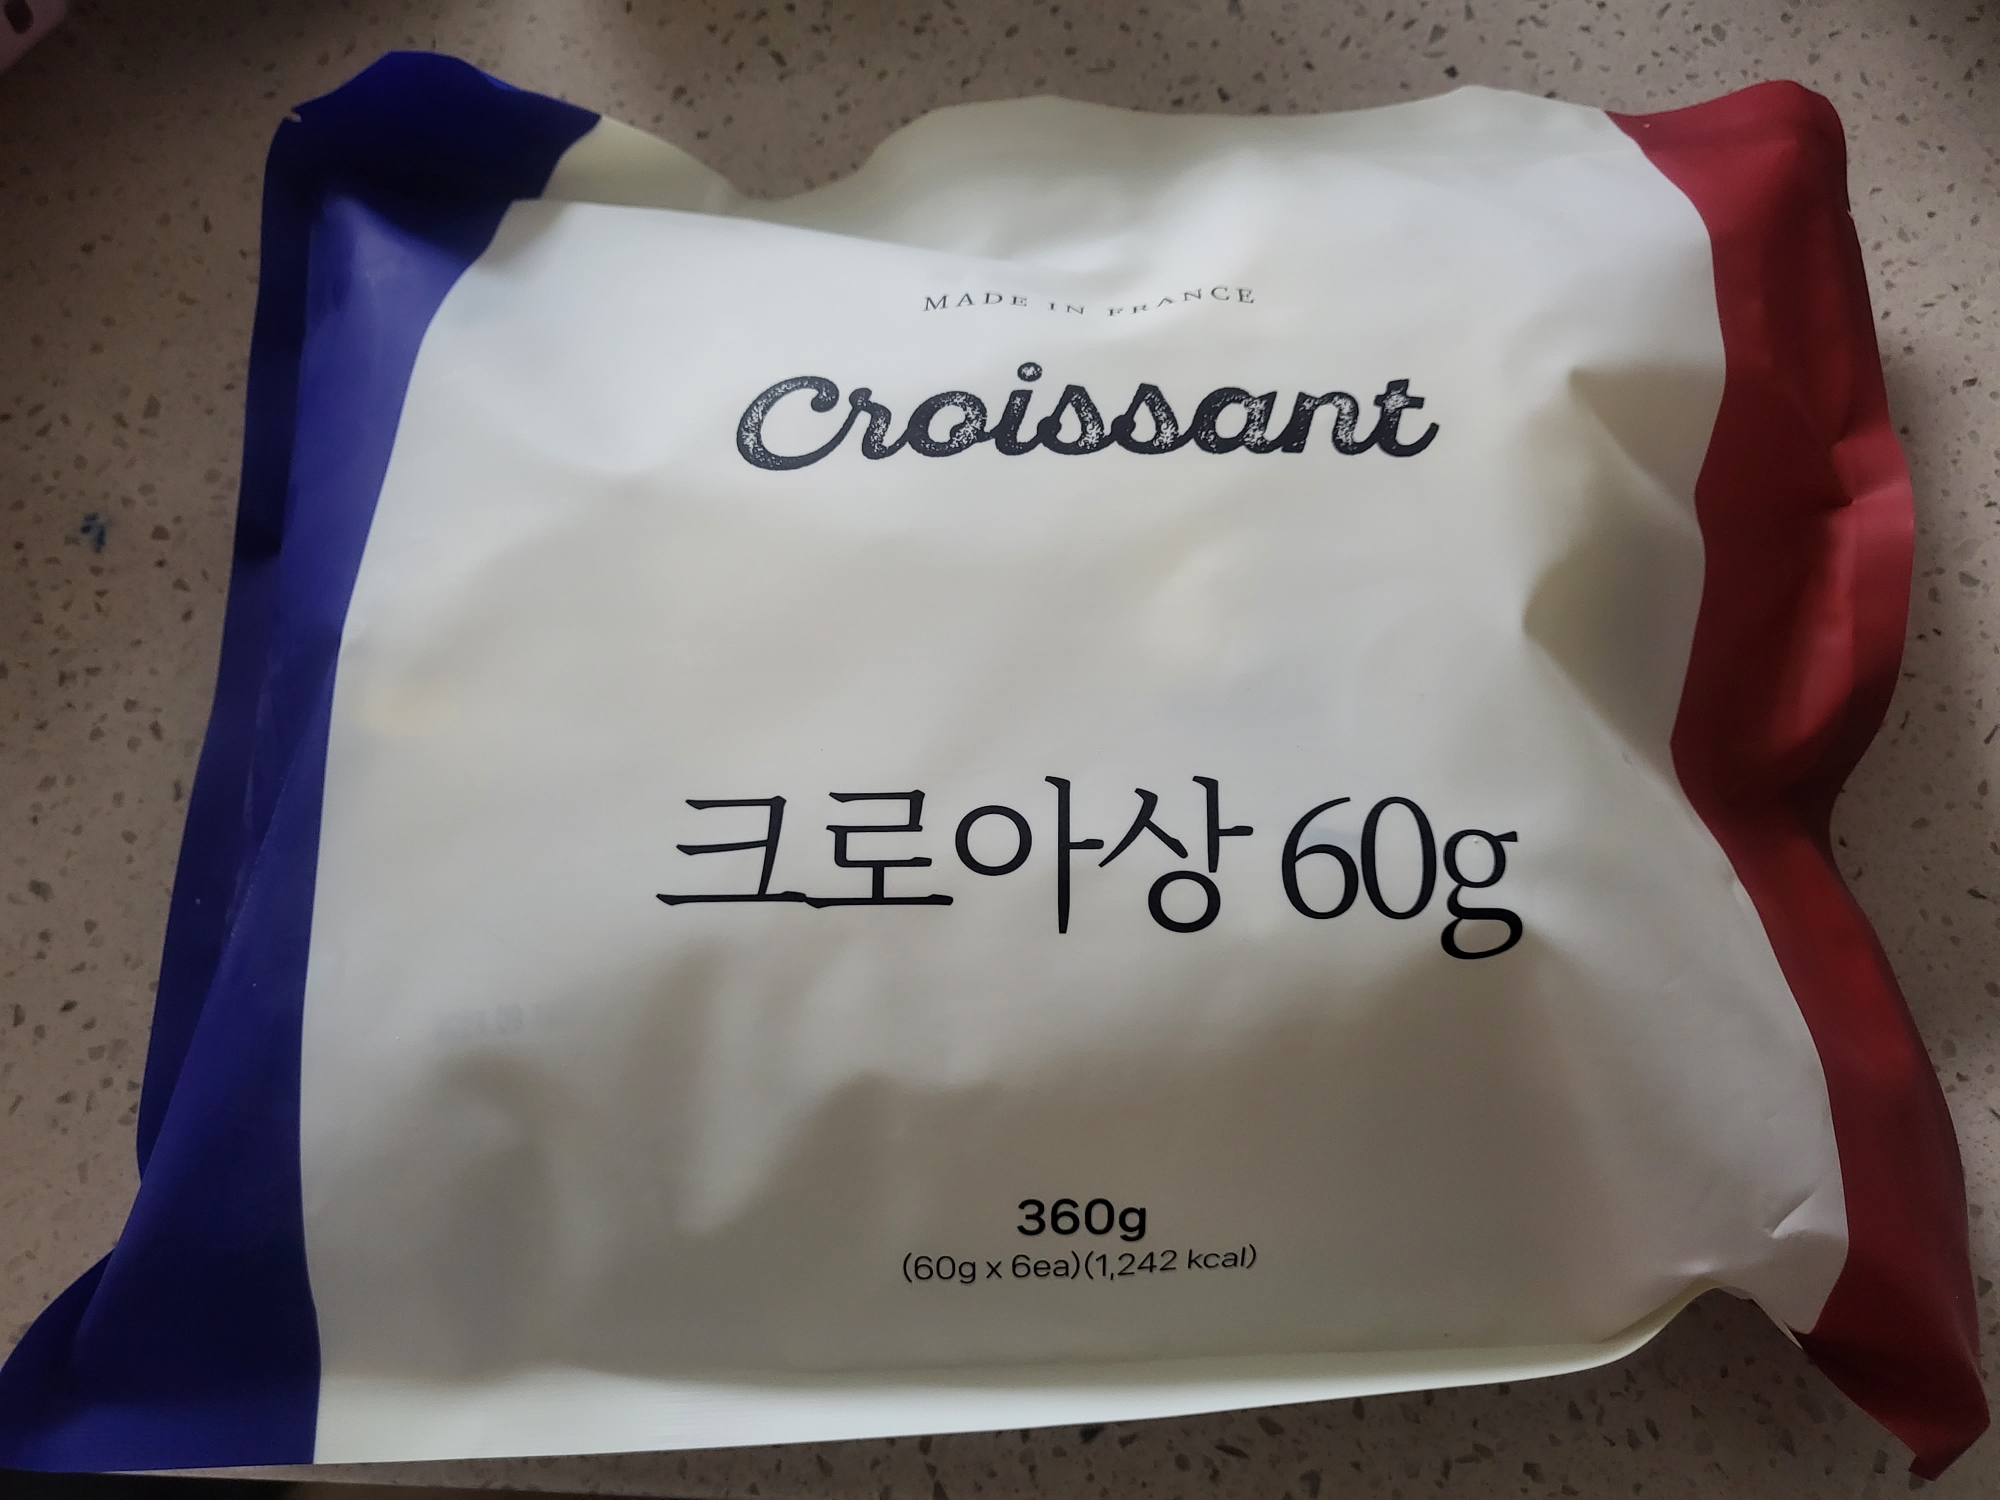 MADE IN FRANCE
Croissant
크로아상 60g
360g
(60g x 6ea)(1,242 kcal)